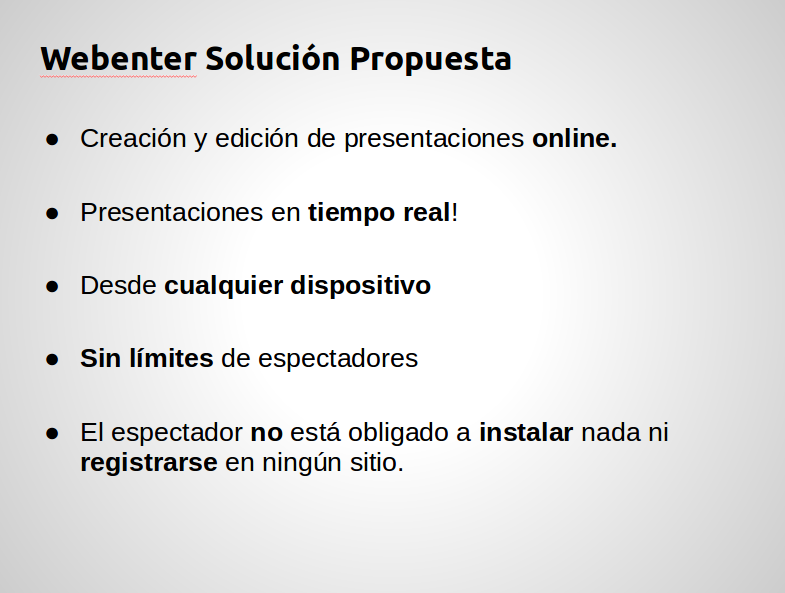 Webenter Solución Propuesta
● Creación y edición de presentaciones online.
● Presentaciones en tiempo real!
● Desde cualquier dispositivo
● Sin límites de espectadores
● El espectador no está obligado a instalar nada ni
registrarse en ningún sitio.